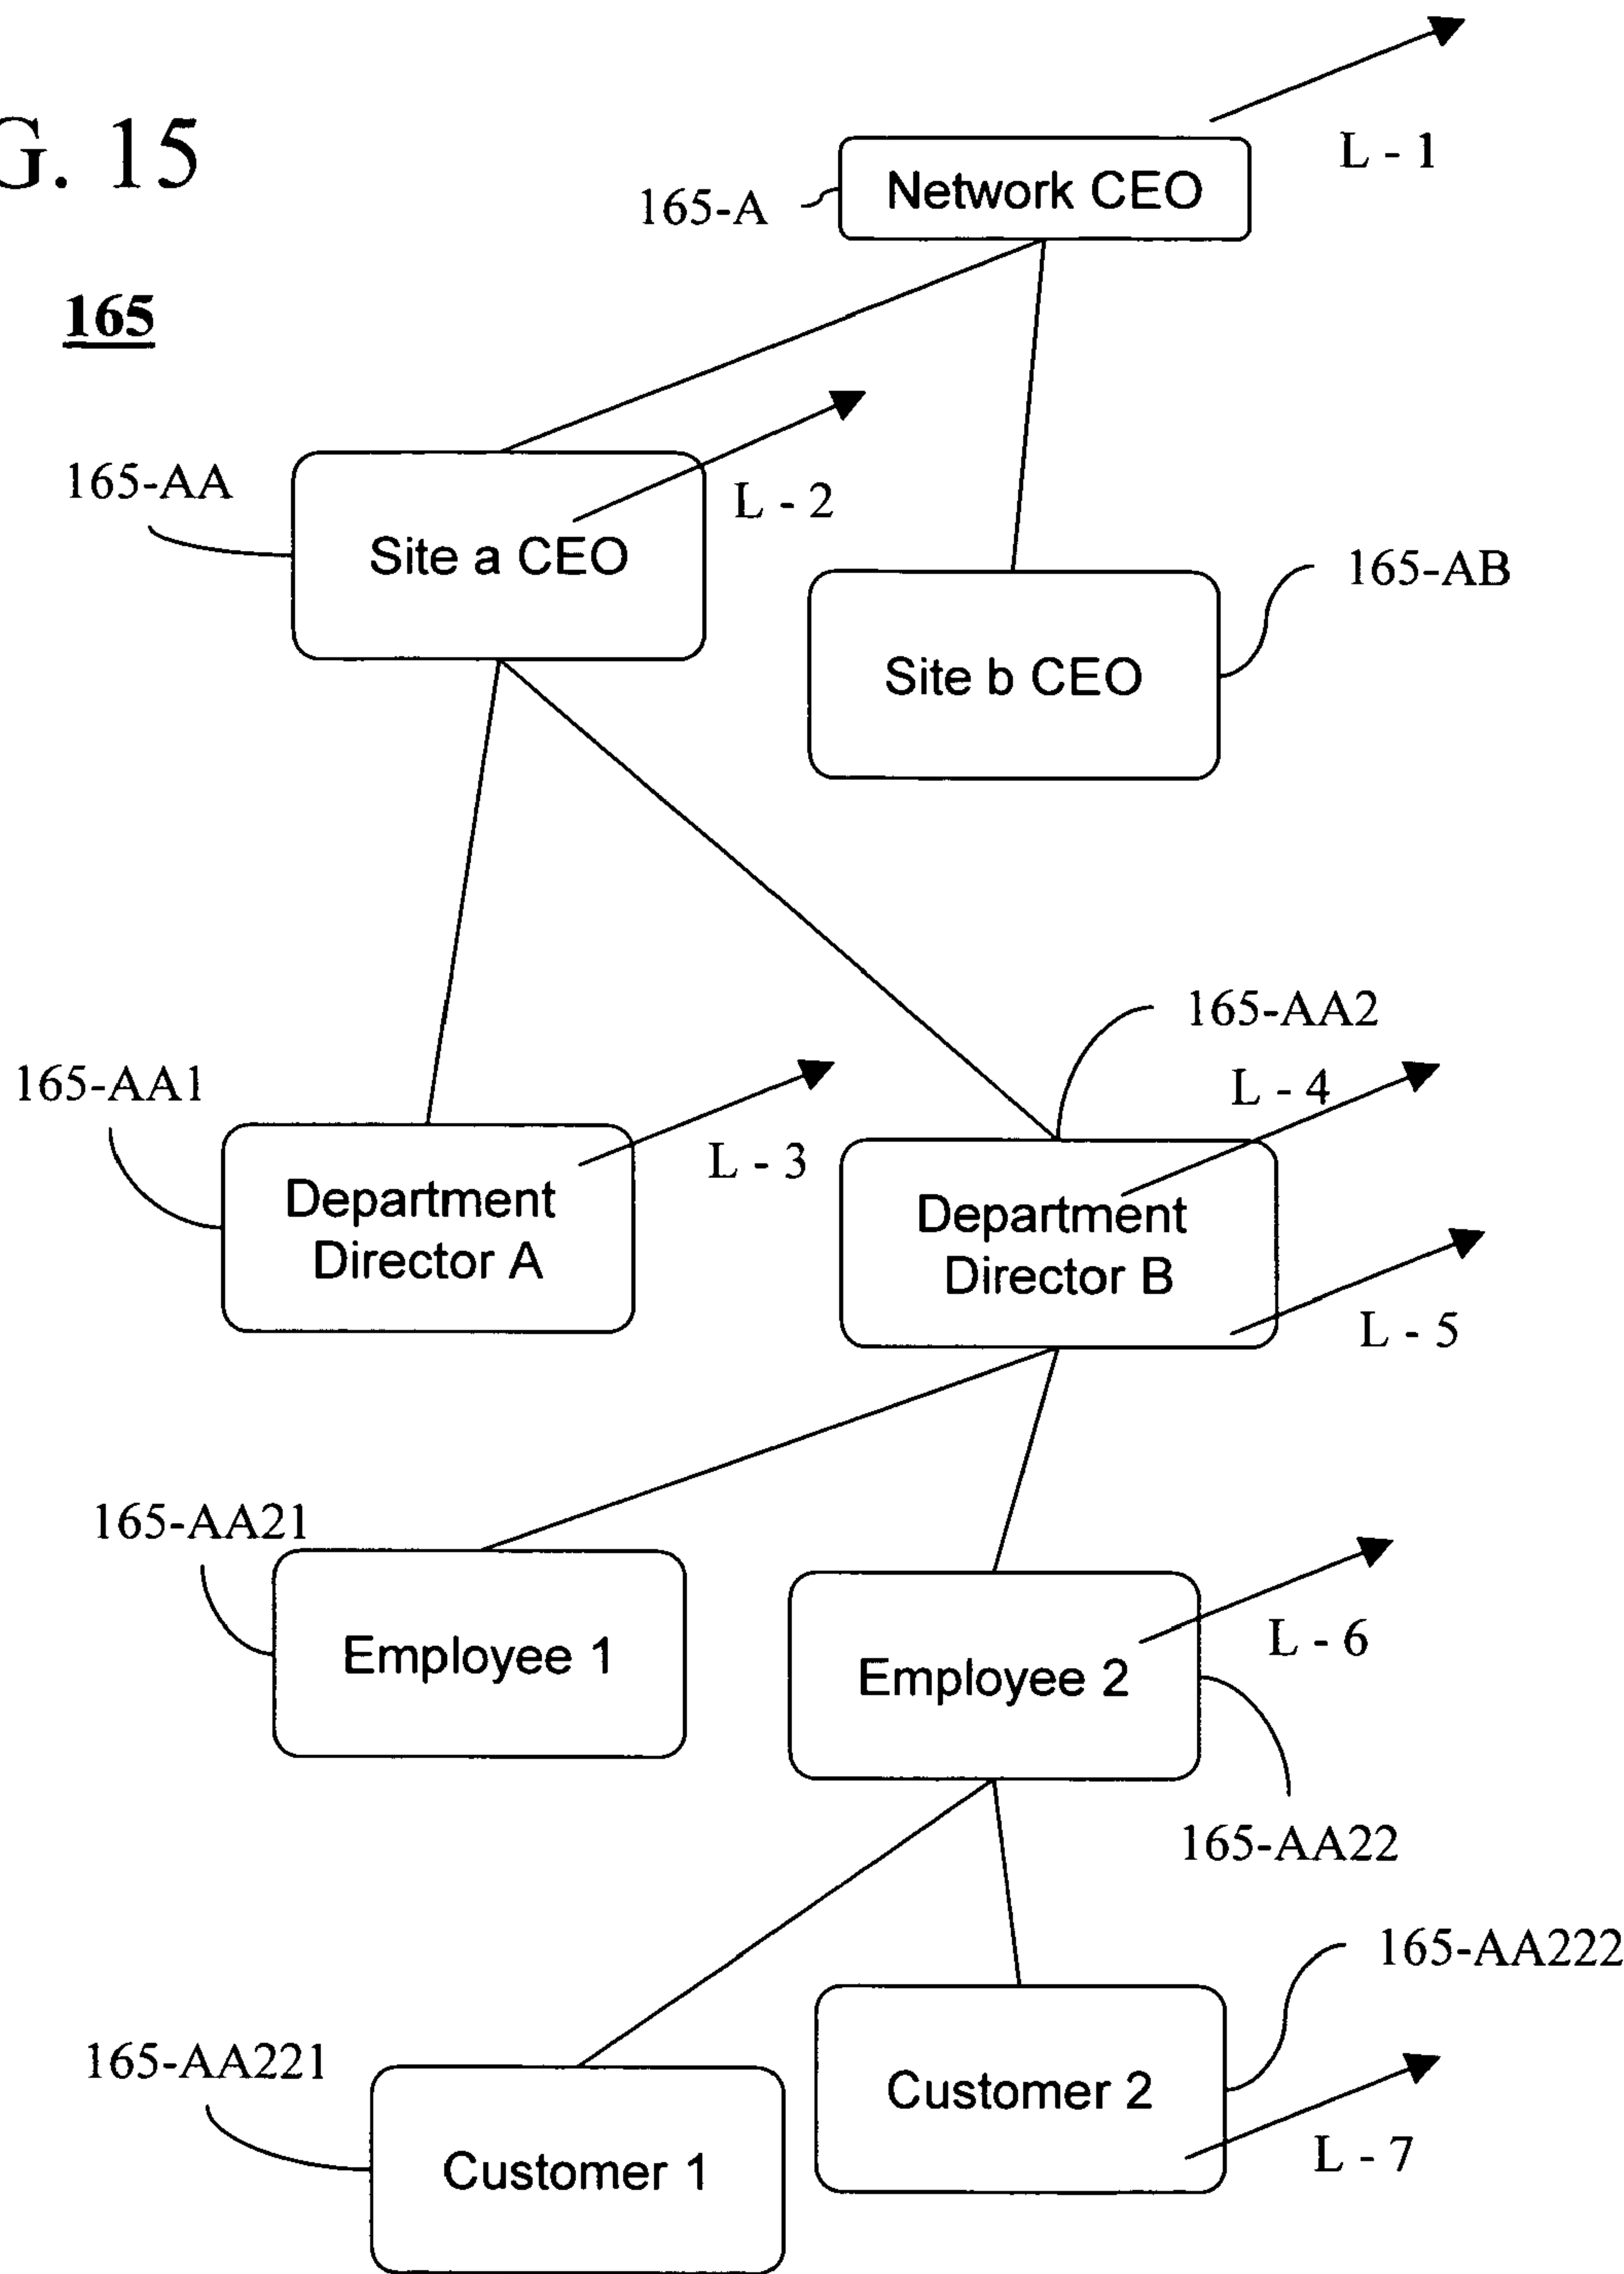 G. 15
L - 1
Network CEO
165-A
165
165-AA
L - 2
Site a CEO
165-AB
Site b CEO
165-AA2
165-AA1
L - 4
L - 3
Department
Director A
Department
Director B
L - 5
165-AA21
L - 6
Employee 1
Employee 2
165-AA22
165-AA222
165-AA221
Customer 2
L - 7
Customer 1